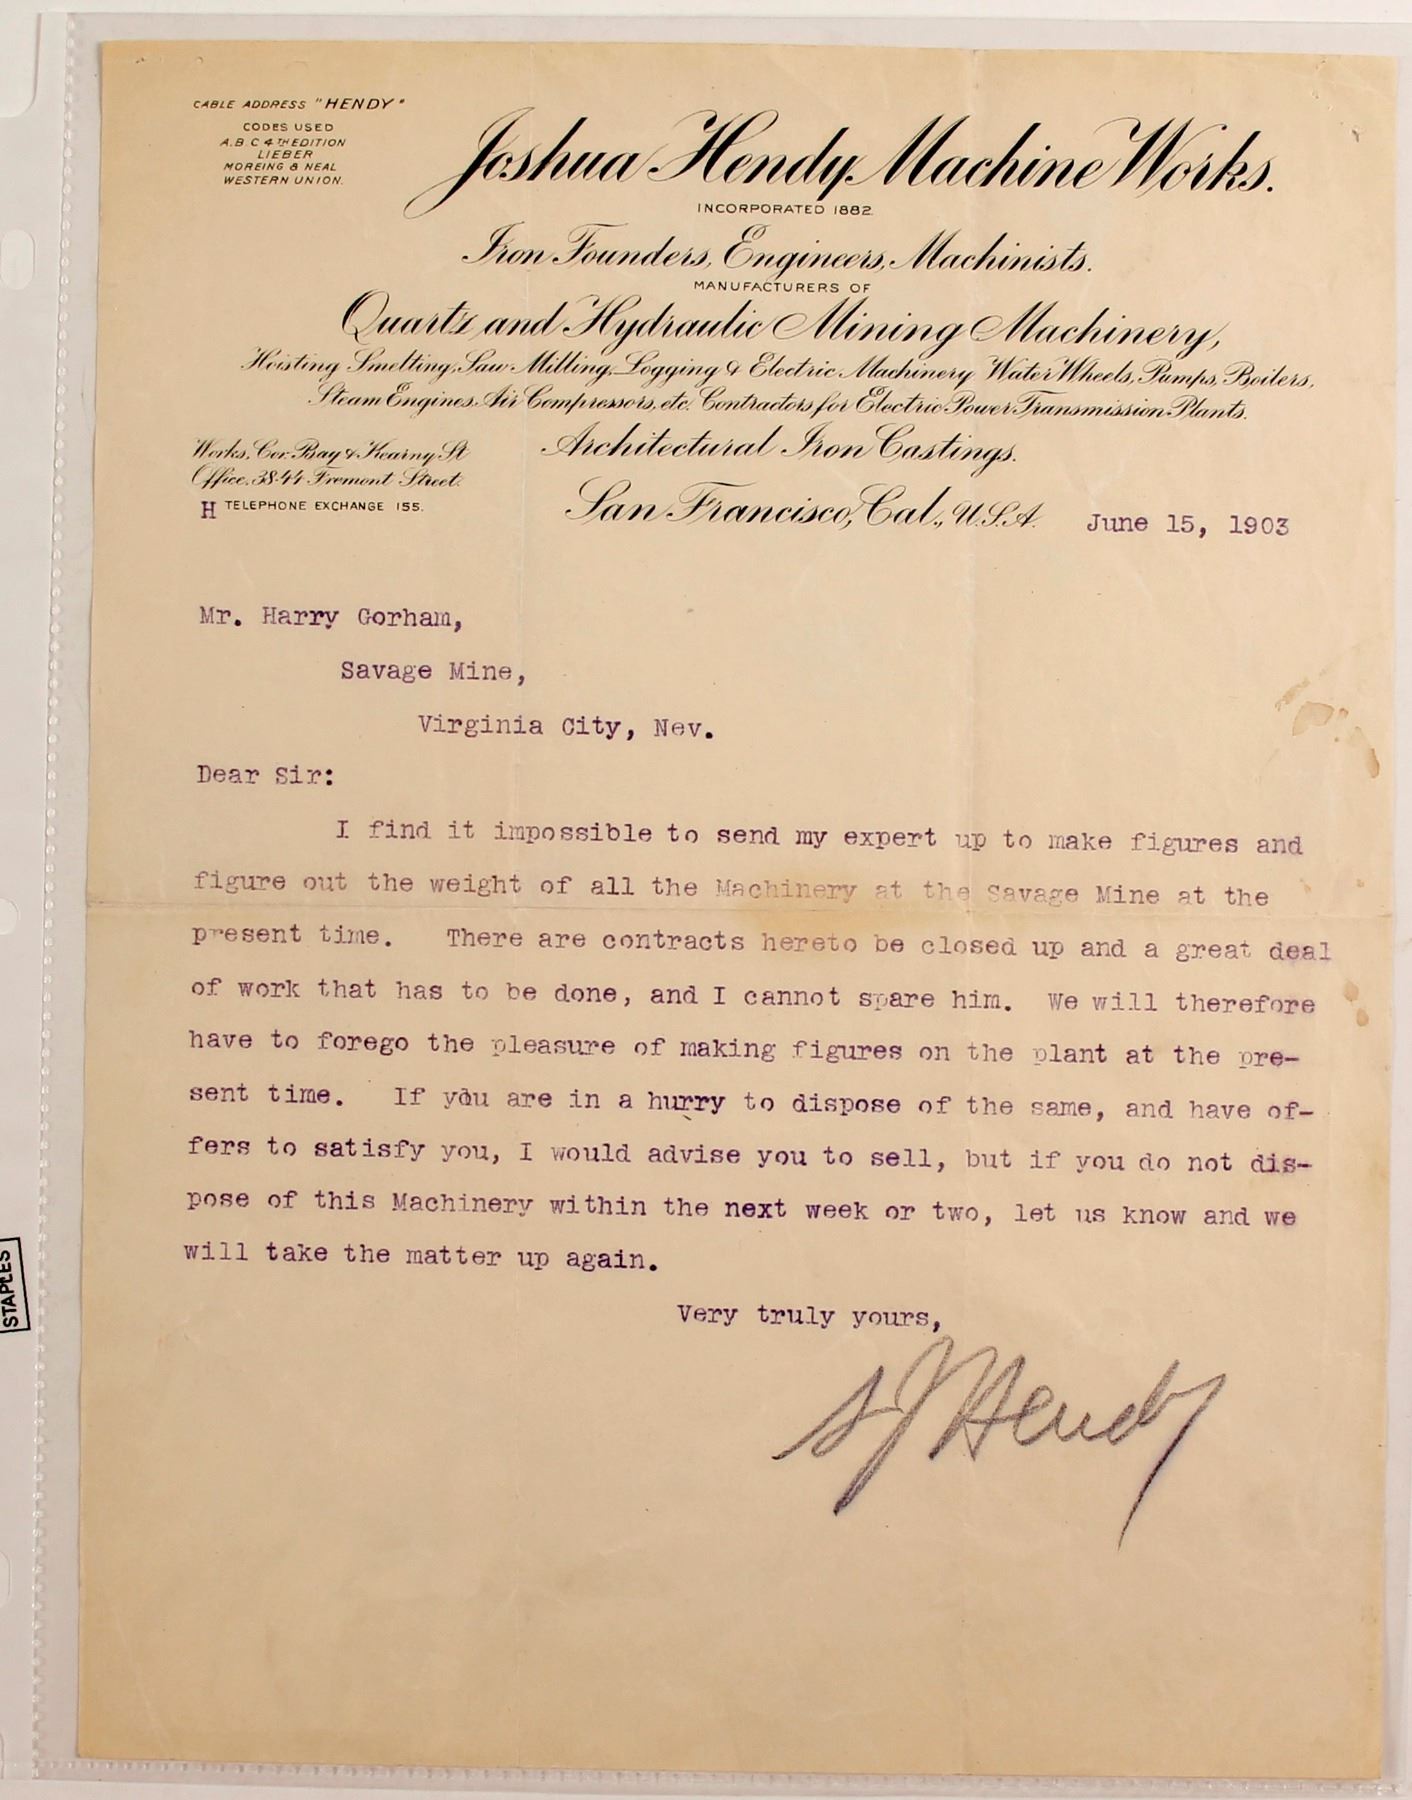 CABLE ADDRESS "HENDY"
CODES USED
A.B.C 4TH EDITION
LIEBER
MOREING & NEAL
WESTERN UNION.
Joshua Hendy Machine Works.
INCORPORATED 1882.
Iron Founders, Engineers, Machinists.
MANUFACTURERS OF
Quartz and Hydraulic Mining Machinery,
Hoisting, Smelting, Saw Milling, Logging & Electric Machinery Water Wheels, Pumps, Boilers,
Steam Engines, Air Compressors, etc. Contractors for Electric Power Transmission Plants.
Architectural Iron Castings.
Works, Cor. Bay & Kearny St
Office, 38-44 Fremont Street.
H TELEPHONE EXCHANGE 155.
San Francisco, Cal., U.S.A. June 15, 1903
Mr. Harry Gorham,
Savage Mine,
Virginia City, Nev.
Dear Sir:
I find it impossible to send my expert up to make figures and
figure out the weight of all the Machinery at the Savage Mine at the
present time. There are contracts hereto be closed up and a great deal
of work that has to be done, and I cannot spare him. We will therefore
have to forego the pleasure of making figures on the plant at the pre-
sent time. If you are in a hurry to dispose of the same, and have of-
fers to satisfy you, I would advise you to sell, but if you do not dis-
pose of this Machinery within the next week or two, let us know and we
will take the matter up again.
Very truly yours,
S J Hendy
STAPLES